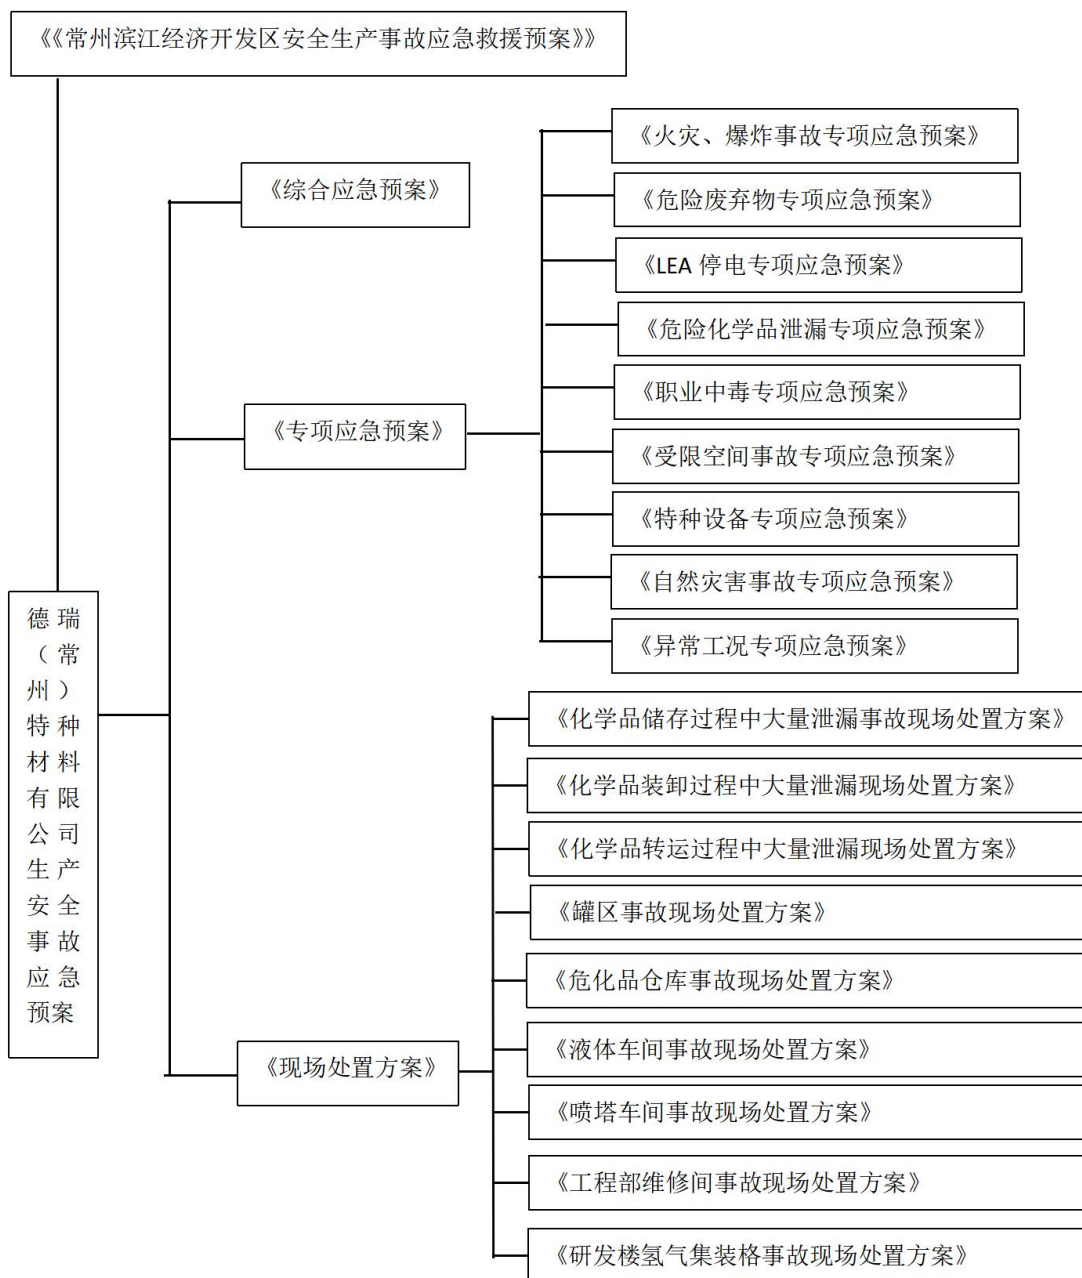 《《常州滨江经济开发区安全生产事故应急救援预案》》
《综合应急预案》
《专项应急预案》
《火灾、爆炸事故专项应急预案》
《危险废弃物专项应急预案》
《LEA 停电专项应急预案》
《危险化学品泄漏专项应急预案》
《职业中毒专项应急预案》
《受限空间事故专项应急预案》
《特种设备专项应急预案》
《自然灾害事故专项应急预案》
《异常工况专项应急预案》
德瑞
（常
州）
特种
材料
有限
公司
生产
安全
事故
应急
预案
《现场处置方案》
《化学品储存过程中大量泄漏事故现场处置方案》
《化学品装卸过程中大量泄漏现场处置方案》
《化学品转运过程中大量泄漏现场处置方案》
《罐区事故现场处置方案》
《危化品仓库事故现场处置方案》
《液体车间事故现场处置方案》
《喷塔车间事故现场处置方案》
《工程部维修间事故现场处置方案》
《研发楼氢气集装格事故现场处置方案》